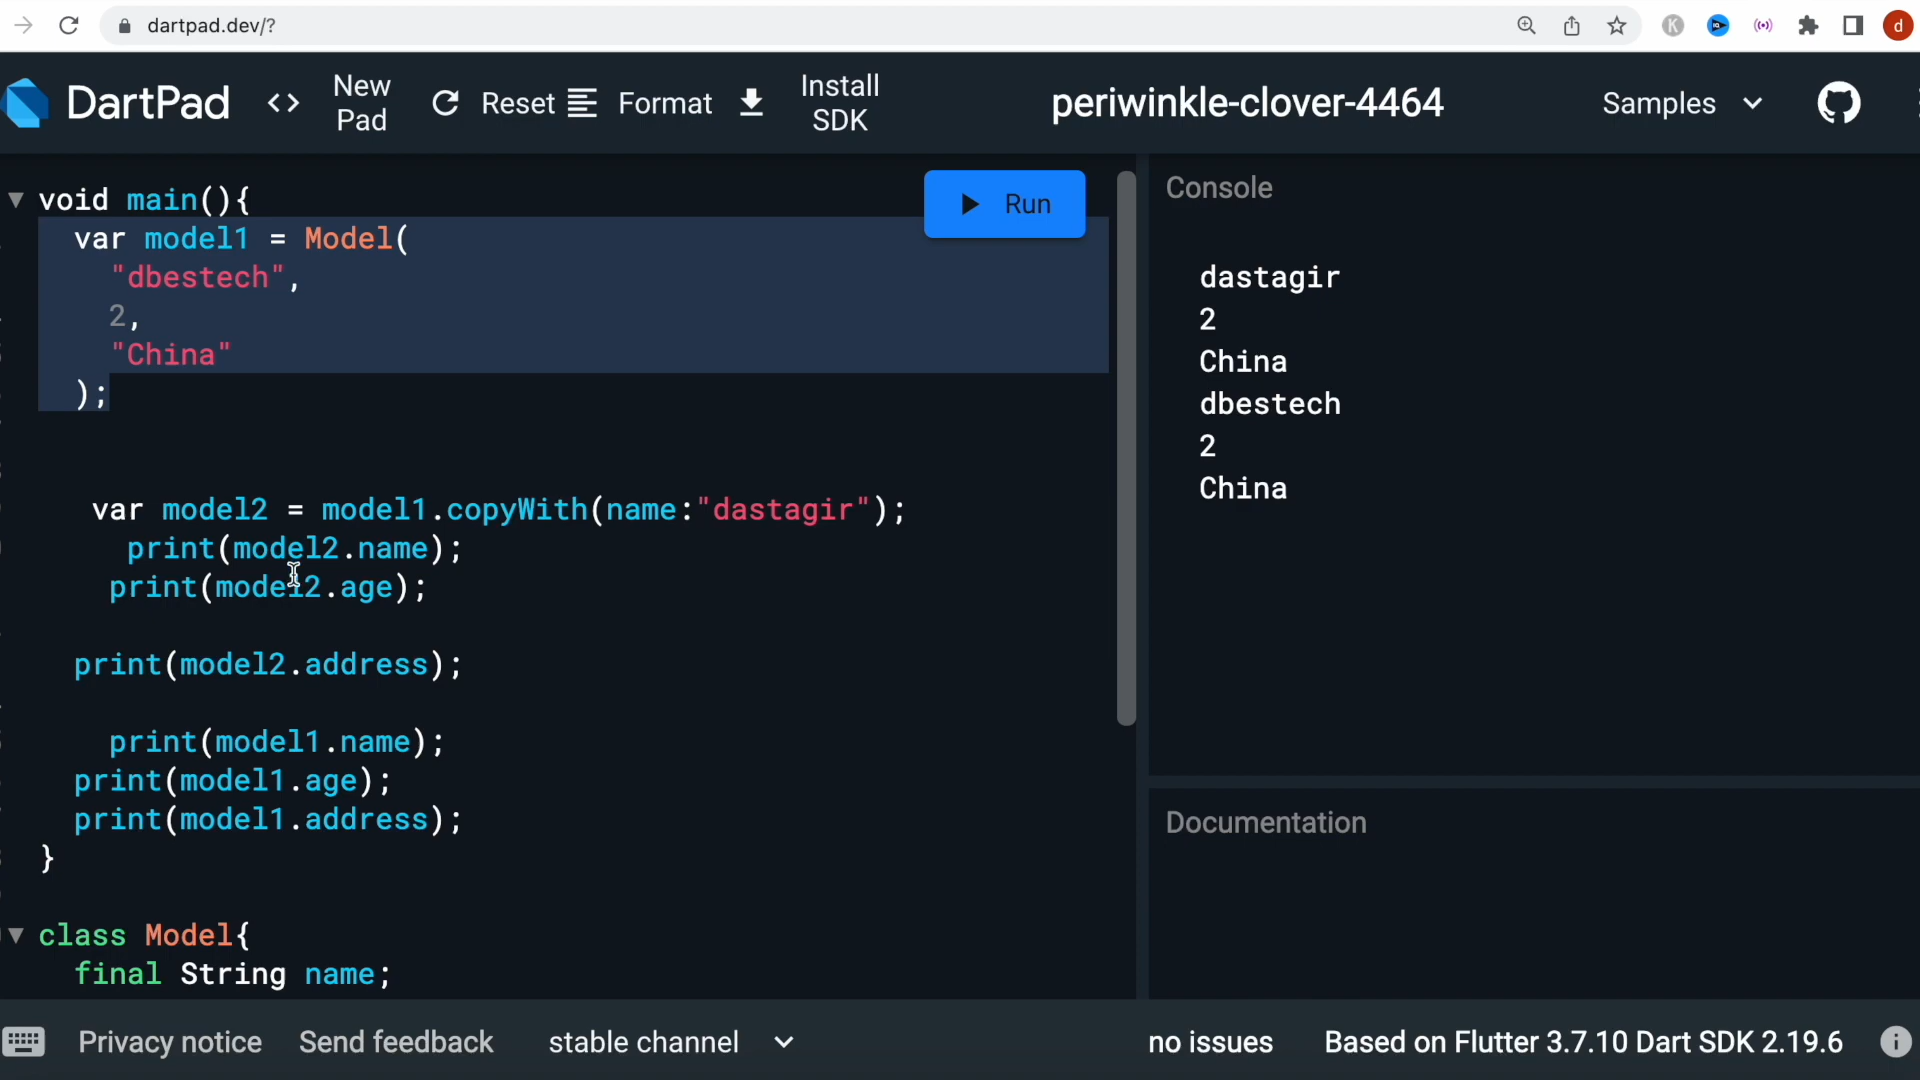 dartpad.dev/?
K
d
DartPad
<>
New Pad
Reset
Format
Install SDK
periwinkle-clover-4464
Samples
void main(){
var model1 = Model(
"dbestech",
2,
"China"
);
var model2 = model1.copyWith(name:"dastagir");
print(model2.name);
print(model2.age);
print(model2.address);
print(model1.name);
print(model1.age);
print(model1.address);
}
class Model{
final String name;
Run
Console
dastagir
2
China
dbestech
2
China
Documentation
Privacy notice
Send feedback
stable channel
no issues
Based on Flutter 3.7.10 Dart SDK 2.19.6